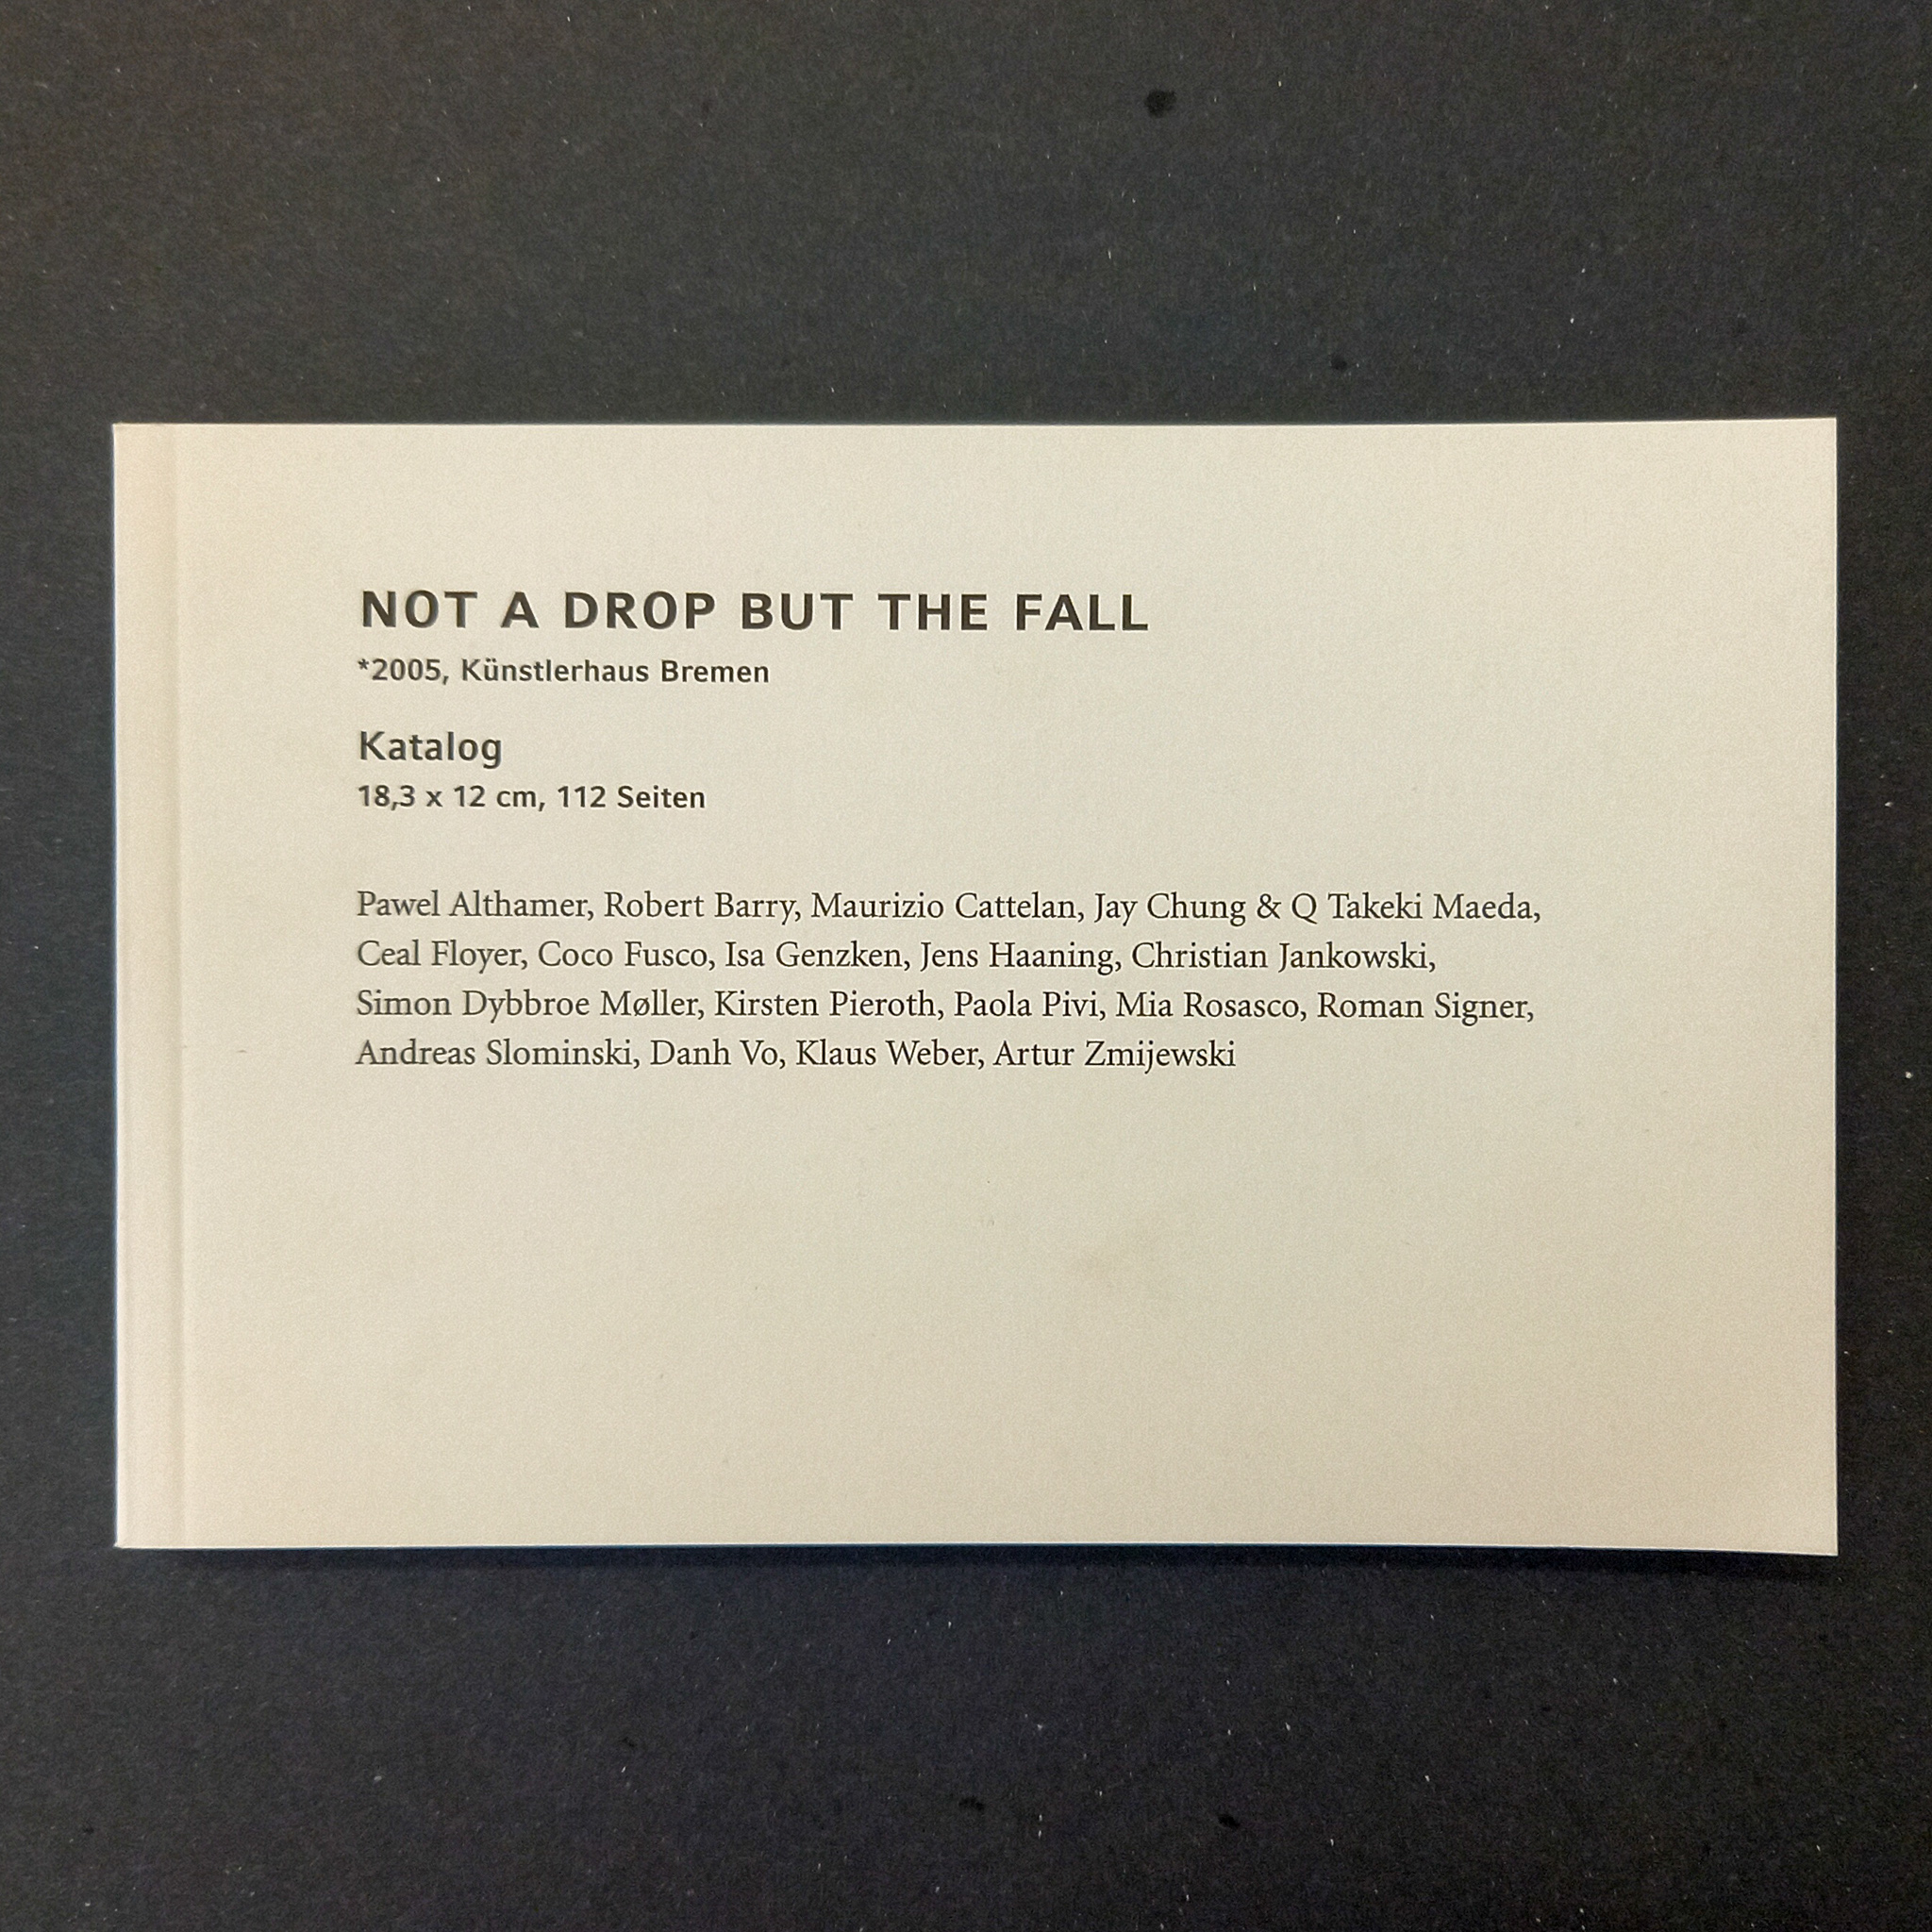 NOT A DROP BUT THE FALL
*2005, Künstlerhaus Bremen
Katalog
18,3 x 12 cm, 112 Seiten
Pawel Althamer, Robert Barry, Maurizio Cattelan, Jay Chung & Q Takeki Maeda,
Ceal Floyer, Coco Fusco, Isa Genzken, Jens Haaning, Christian Jankowski,
Simon Dybbroe Møller, Kirsten Pieroth, Paola Pivi, Mia Rosasco, Roman Signer,
Andreas Slominski, Danh Vo, Klaus Weber, Artur Zmijewski